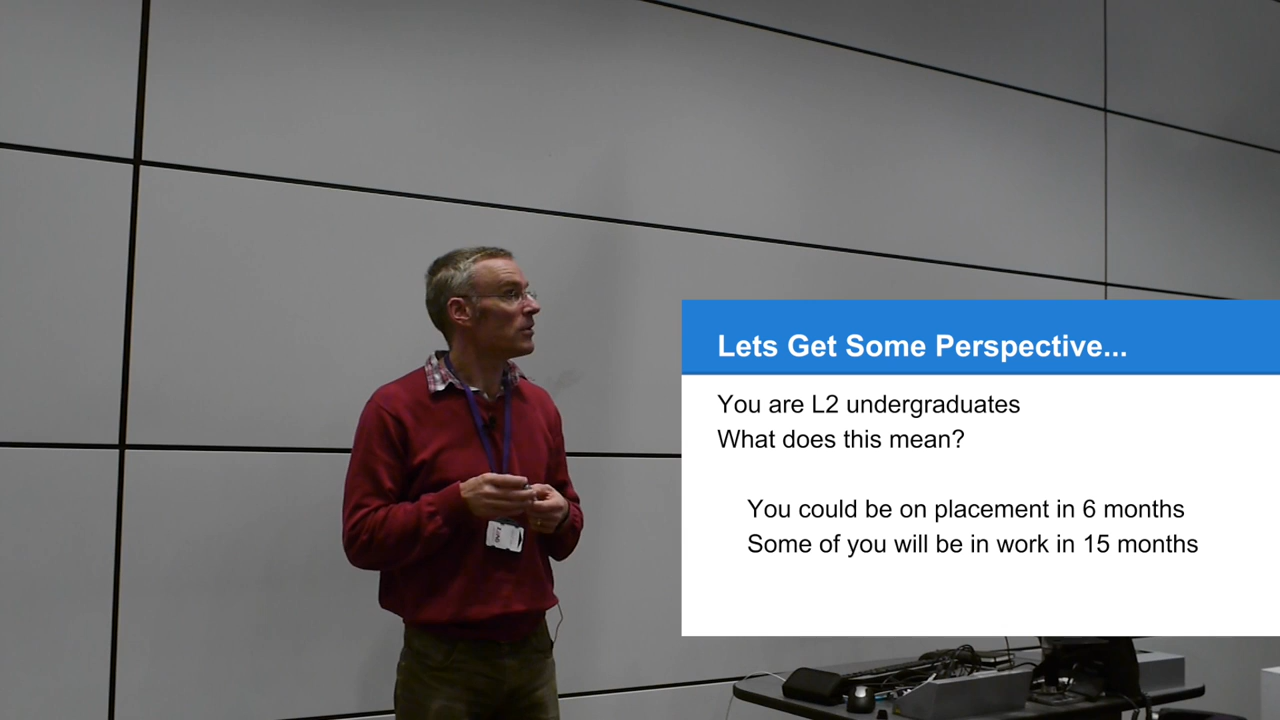 Lets Get Some Perspective...
You are L2 undergraduates
What does this mean?
You could be on placement in 6 months
Some of you will be in work in 15 months